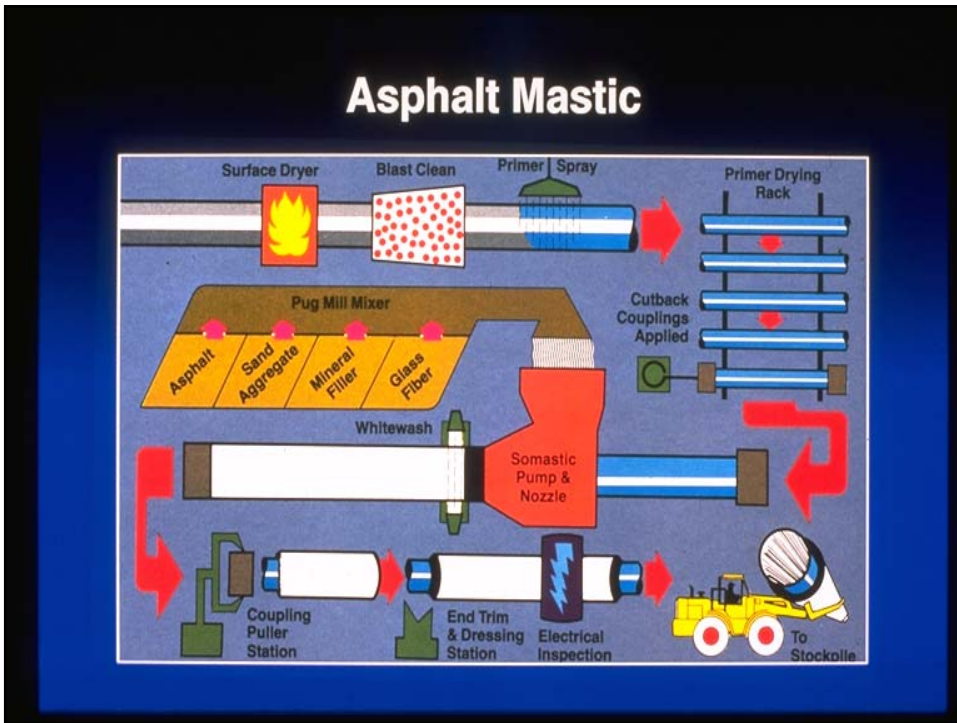 Asphalt Mastic
Surface Dryer
Blast Clean
Primer Spray
Primer Drying
Rack
Pug Mill Mixer
Asphalt
Sand
Aggregate
Mineral
Filler
Glass
Fiber
Cutback
Couplings
Applied
Whitewash
Somastic
Pump &
Nozzle
Coupling
Puller
Station
End Trim
& Dressing
Station
Electrical
Inspection
To
Stockpile